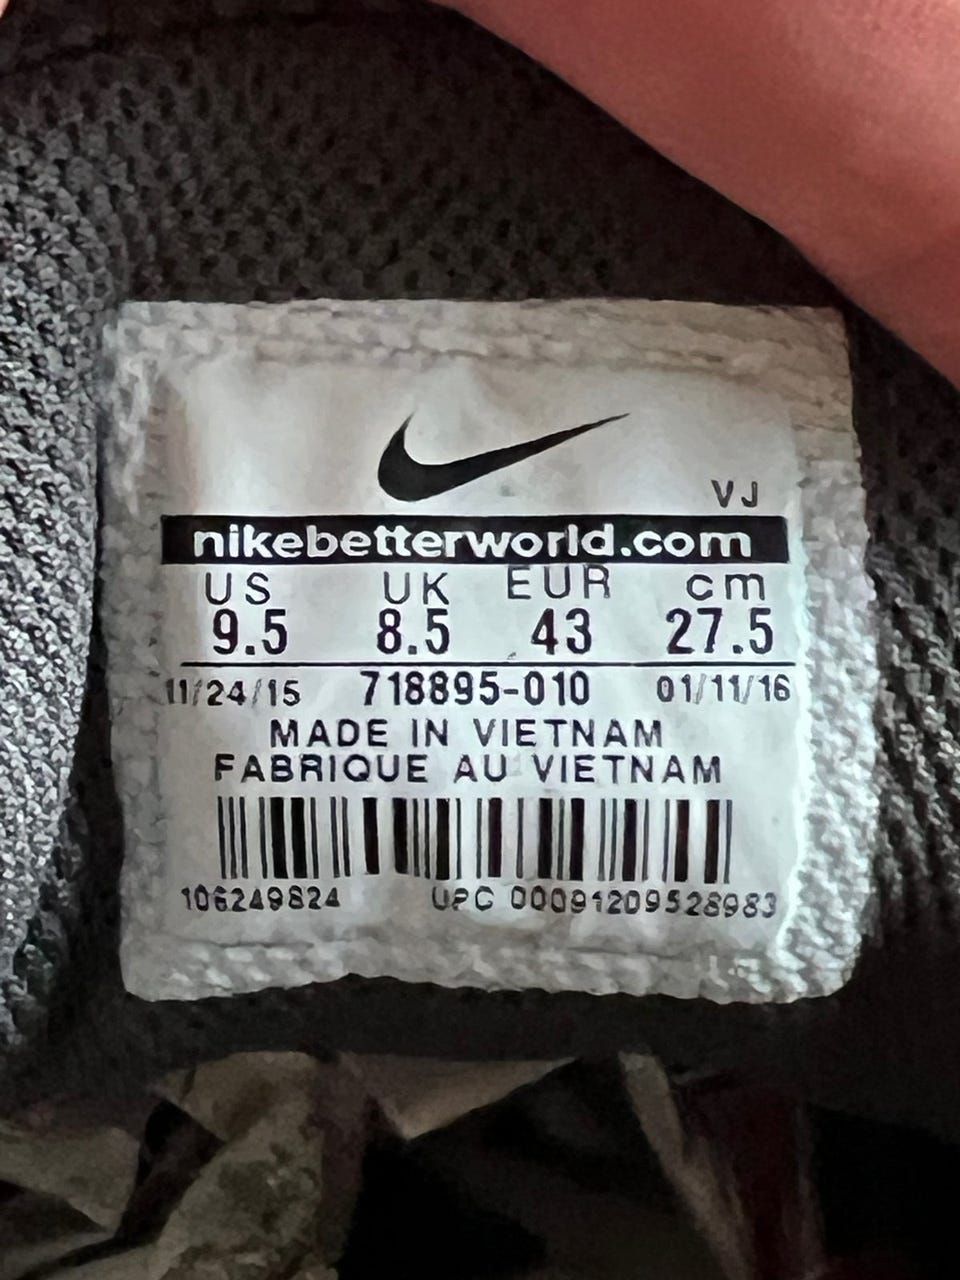 VJ
nikebetterworld.com
US UK EUR cm
9.5 8.5 43 27.5
11/24/15 718895-010 01/11/16
MADE IN VIETNAM
FABRIQUE AU VIETNAM
106249824 UPC 00091209528983